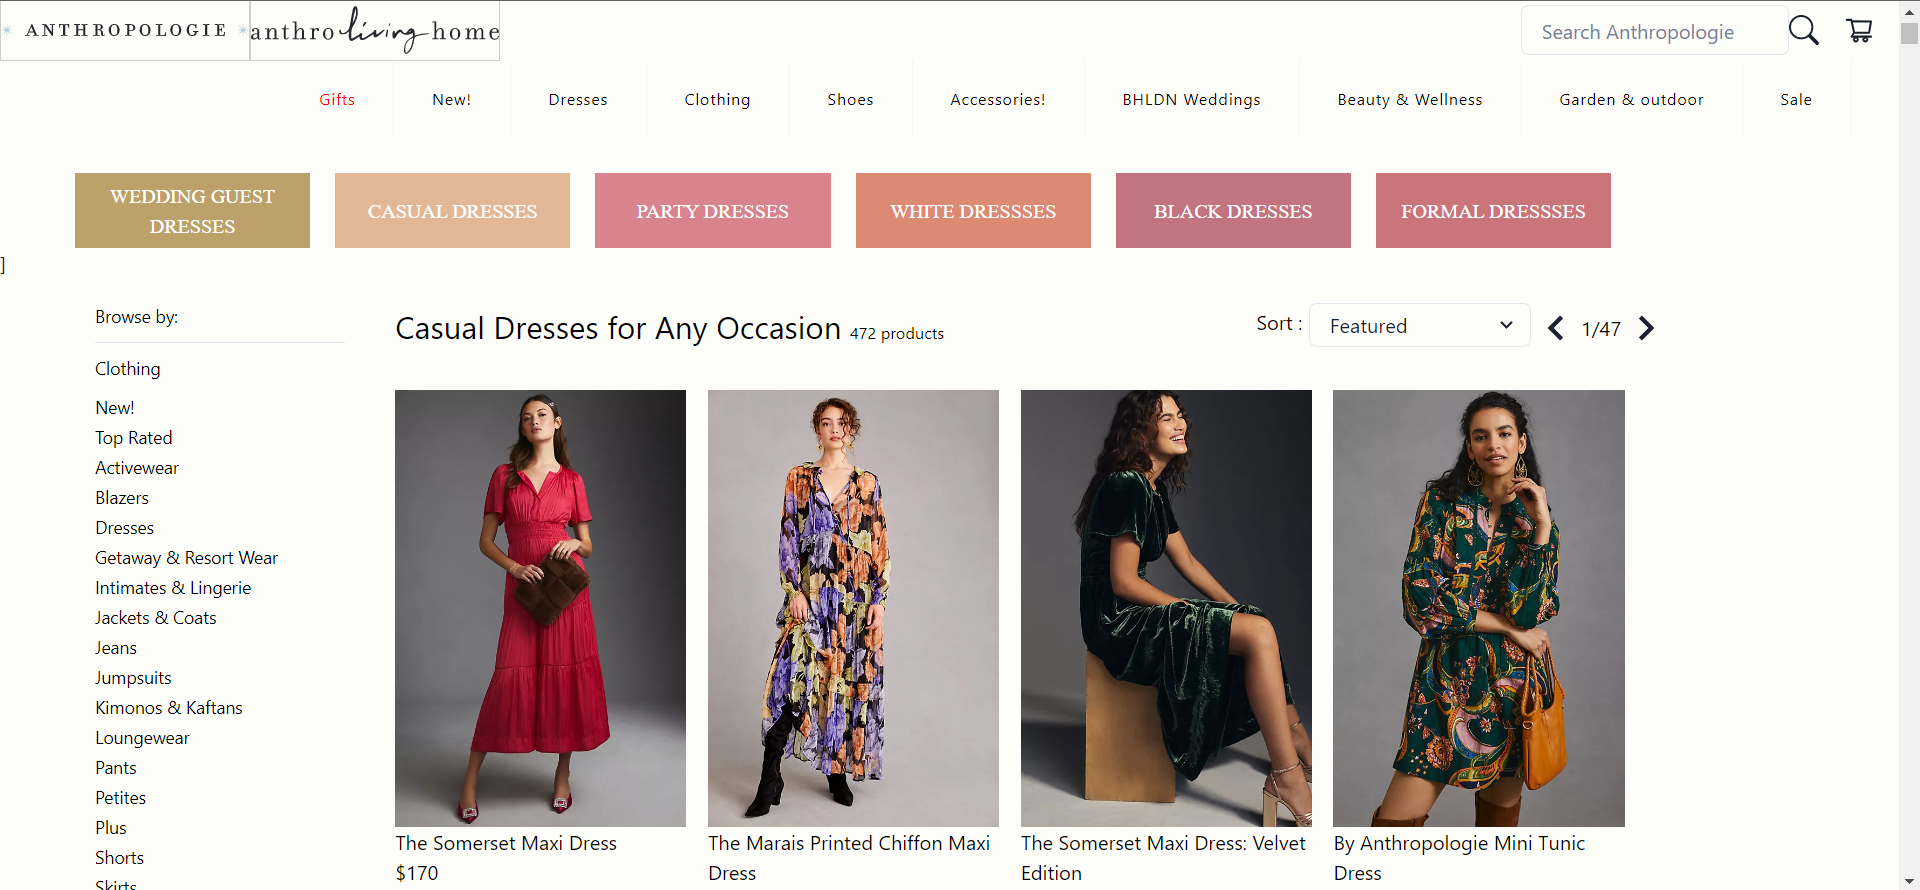 ANTHROPOLOGIE
anthro living home
Search Anthropologie
Gifts
New!
Dresses
Clothing
Shoes
Accessories!
BHLDN Weddings
Beauty & Wellness
Garden & outdoor
Sale
WEDDING GUEST
DRESSES
CASUAL DRESSES
PARTY DRESSES
WHITE DRESSSES
BLACK DRESSES
FORMAL DRESSSES
]
Browse by:
Clothing
New!
Top Rated
Activewear
Blazers
Dresses
Getaway & Resort Wear
Intimates & Lingerie
Jackets & Coats
Jeans
Jumpsuits
Kimonos & Kaftans
Loungewear
Pants
Petites
Plus
Shorts
Skirts
Casual Dresses for Any Occasion 472 products
Sort :
Featured
1/47
The Somerset Maxi Dress
$170
The Marais Printed Chiffon Maxi
Dress
The Somerset Maxi Dress: Velvet
Edition
By Anthropologie Mini Tunic
Dress